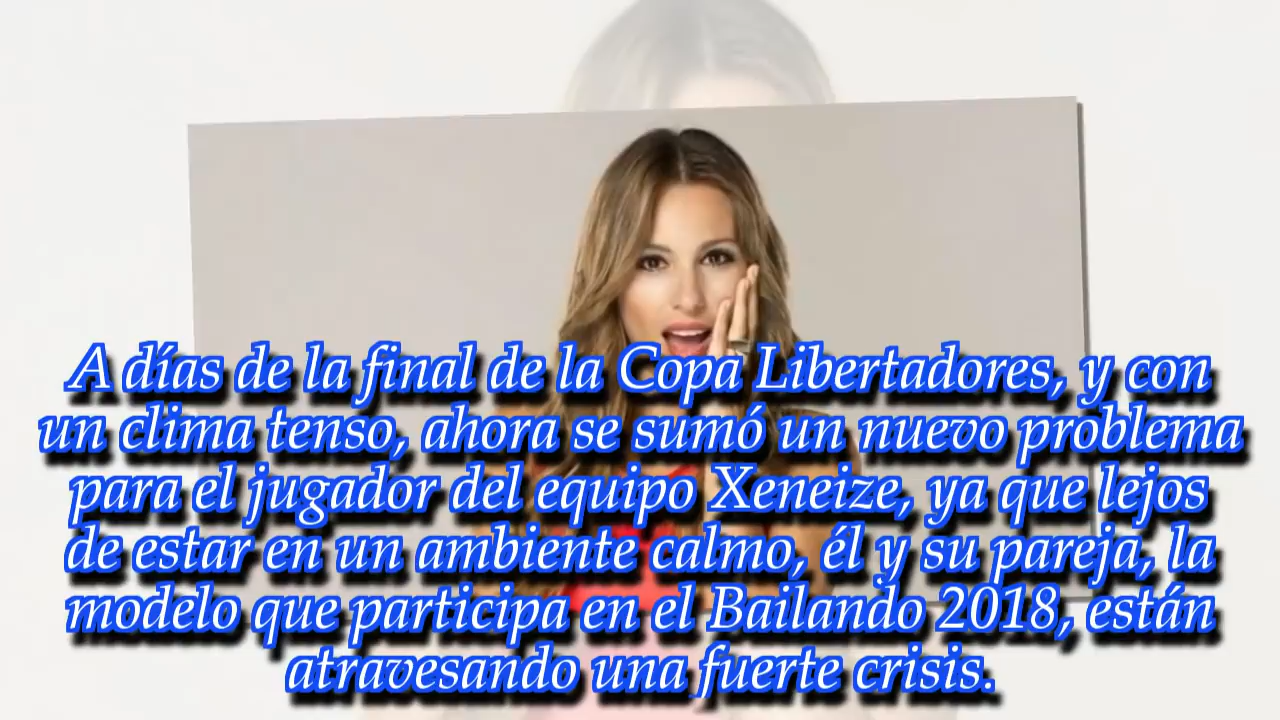 A días de la final de la Copa Libertadores, y con
un clima tenso, ahora se sumó un nuevo problema
para el jugador del equipo Xeneize, ya que lejos
de estar en un ambiente calmo, él y su pareja, la
modelo que participa en el Bailando 2018, están
atravesando una fuerte crisis.